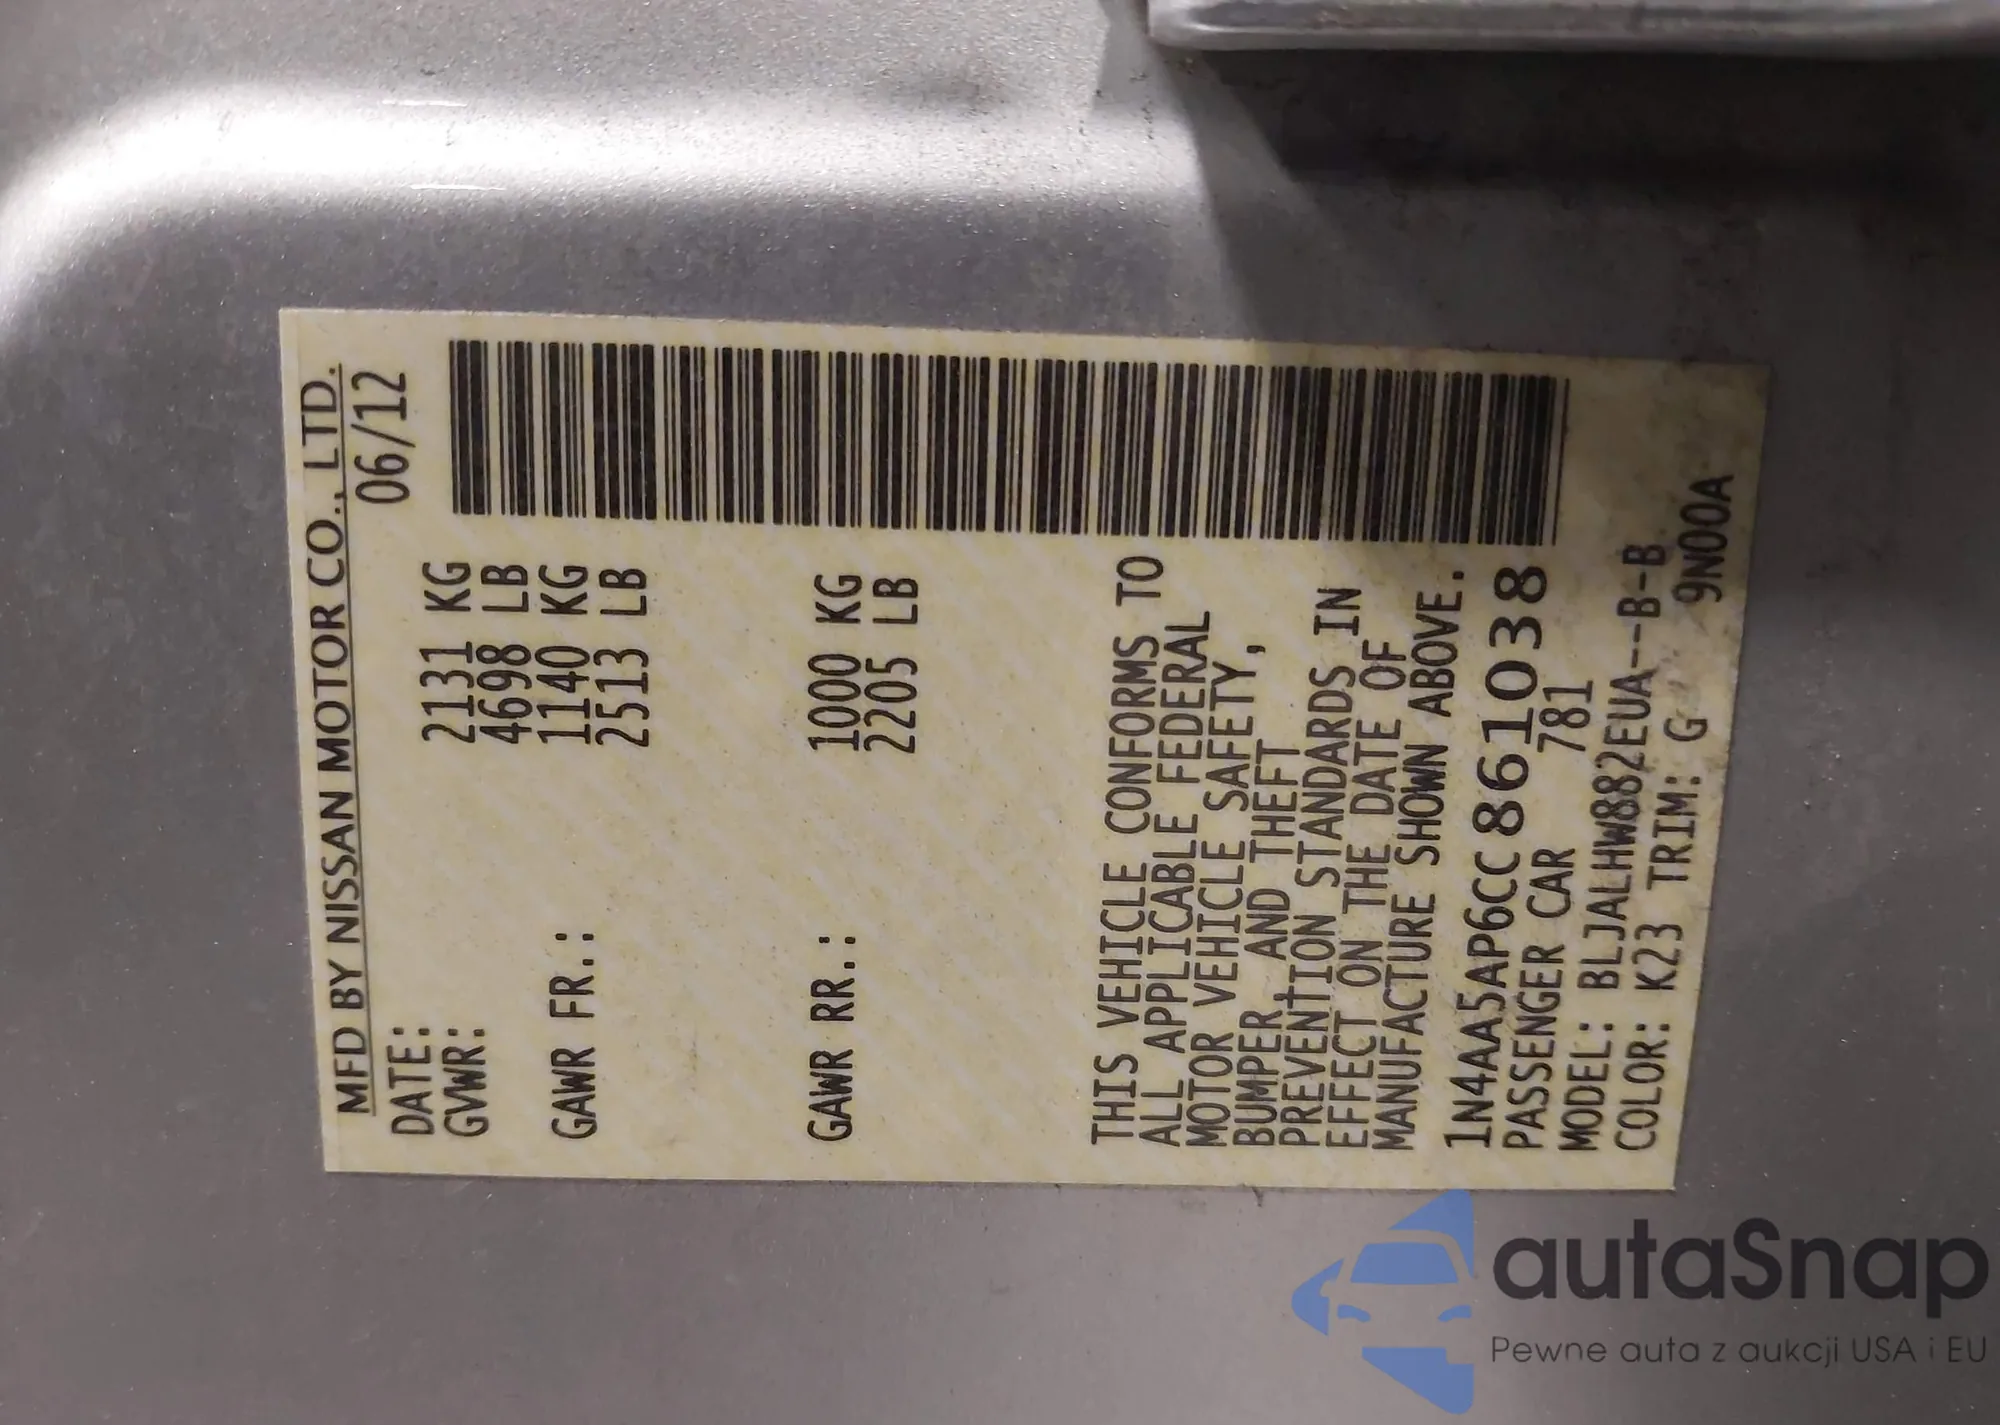 MFD BY NISSAN MOTOR CO., LTD.
DATE: 06/12
GVWR: 2131 KG
4698 LB
GAWR FR.: 1140 KG
2513 LB
GAWR RR.: 1000 KG
2205 LB
THIS VEHICLE CONFORMS TO
ALL APPLICABLE FEDERAL
MOTOR VEHICLE SAFETY,
BUMPER, AND THEFT
PREVENtION STANDARDS IN
EFFECT ON THE DATE OF
MANUFACTURE SHOWN ABOVE.
1N4AA5AP6CC861038
PASSENGER CAR 781
MODEL: BLJALHW882EUA--B-B
COLOR: K23 TRIM: G 9N00A
autaSnap
Pewne auta z aukcji USA i EU